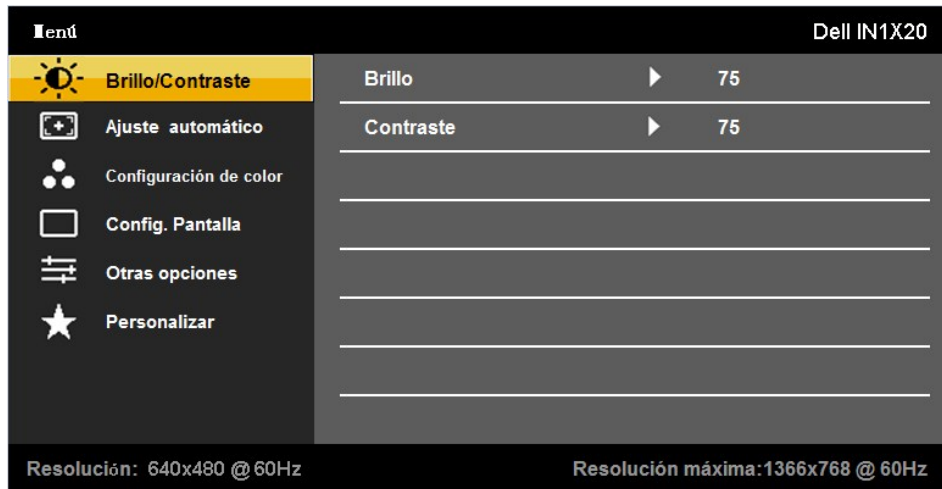 Menú Dell IN1X20
Brillo/Contraste Brillo 75
Ajuste automático Contraste 75
Configuración de color
Config. Pantalla
Otras opciones
Personalizar
Resolución: 640x480 @60Hz Resolución máxima:1366x768 @ 60Hz